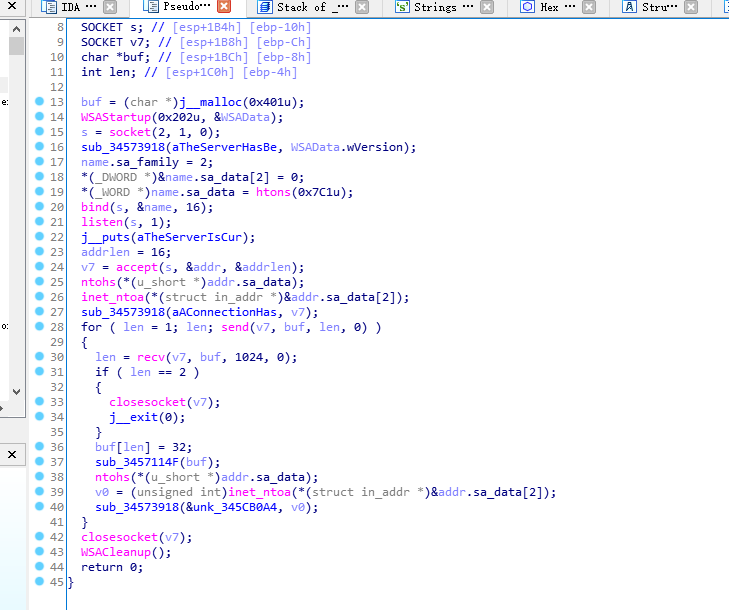 IDA ··· Pseudo··· Stack of _··· Strings ··· Hex ··· Stru···
8 SOCKET s; // [esp+1B4h] [ebp-10h]
9 SOCKET v7; // [esp+1B8h] [ebp-Ch]
10 char *buf; // [esp+1BCh] [ebp-8h]
11 int len; // [esp+1C0h] [ebp-4h]
12
13 buf = (char *)j__malloc(0x401u);
14 WSAStartup(0x202u, &WSAData);
15 s = socket(2, 1, 0);
16 sub_34573918(aTheServerHasBe, WSAData.wVersion);
17 name.sa_family = 2;
18 *(_DWORD *)&name.sa_data[2] = 0;
19 *(_WORD *)name.sa_data = htons(0x7C1u);
20 bind(s, &name, 16);
21 listen(s, 1);
22 j__puts(aTheServerIsCur);
23 addrlen = 16;
24 v7 = accept(s, &addr, &addrlen);
25 ntohs(*(u_short *)addr.sa_data);
26 inet_ntoa(*(struct in_addr *)&addr.sa_data[2]);
27 sub_34573918(aAConnectionHas, v7);
28 for ( len = 1; len; send(v7, buf, len, 0) )
29 {
30 len = recv(v7, buf, 1024, 0);
31 if ( len == 2 )
32 {
33 closesocket(v7);
34 j__exit(0);
35 }
36 buf[len] = 32;
37 sub_3457114F(buf);
38 ntohs(*(u_short *)addr.sa_data);
39 v0 = (unsigned int)inet_ntoa(*(struct in_addr *)&addr.sa_data[2]);
40 sub_34573918(&unk_345CB0A4, v0);
41 }
42 closesocket(v7);
43 WSACleanup();
44 return 0;
45 }